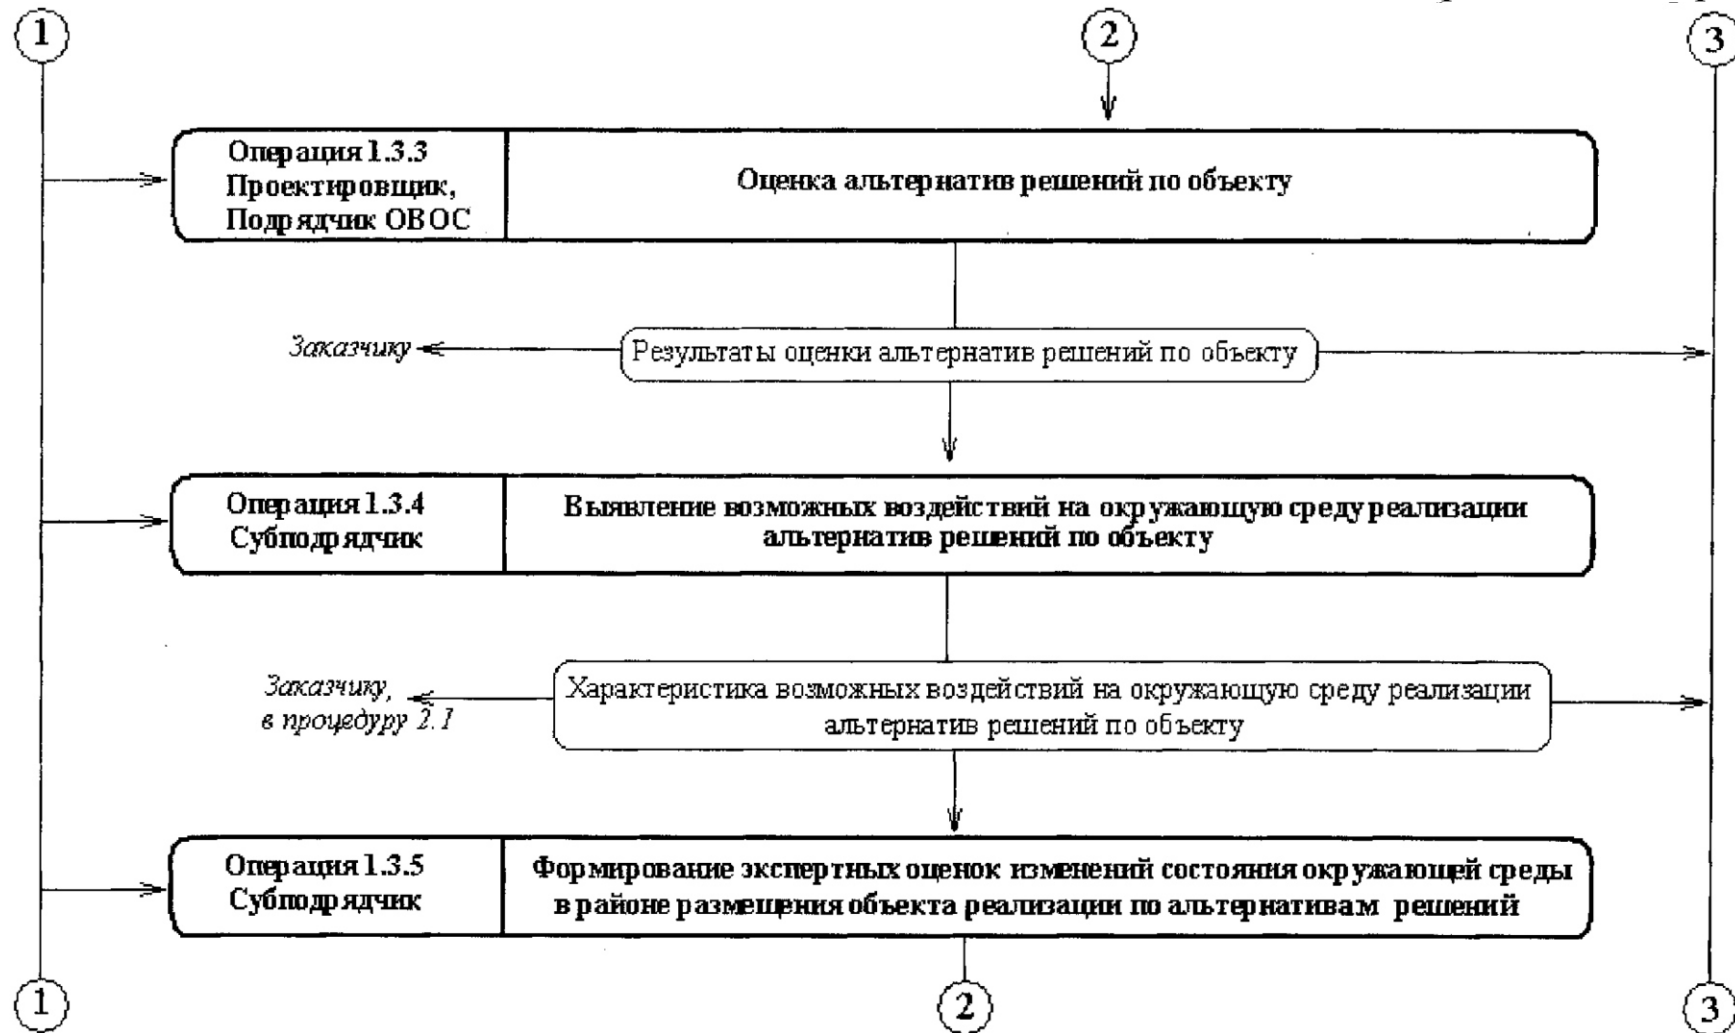 1
2
3
Операция 1.3.3
Проектировщик,
Подрядчик ОВОС
Оценка альтернатив решений по объекту
Заказчику
Результаты оценки альтернатив решений по объекту
Операция 1.3.4
Субподрядчик
Выявление возможных воздействий на окружающую среду реализации
альтернатив решений по объекту
Заказчику,
в процедуру 2.1
Характеристика возможных воздействий на окружающую среду реализации
альтернатив решений по объекту
Операция 1.3.5
Субподрядчик
Формирование экспертных оценок изменений состояния окружающей среды
в районе размещения объекта реализации по альтернативам решений
1
2
3